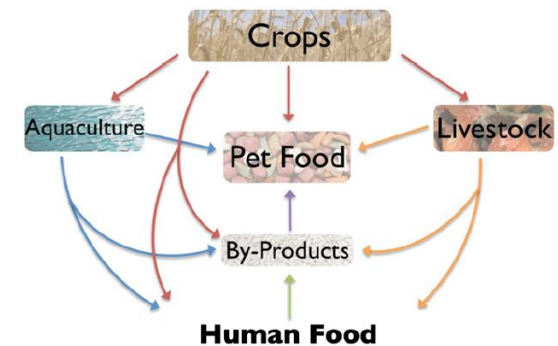 Crops
Aquaculture
Livestock
Pet Food
By-Products
Human Food